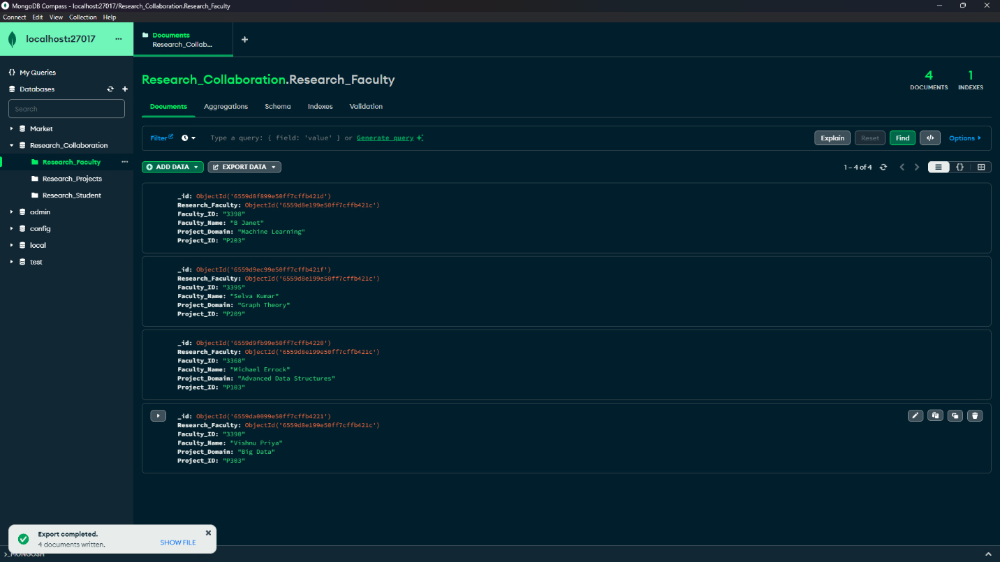 MongoDB Compass - localhost:27017/Research_Collaboration.Research_Faculty
Connect Edit View Collection Help
localhost:27017 ...
Documents
Research_Collab...
My Queries
Databases
Search
Market
Research_Collaboration
Research_Faculty ...
Research_Projects
Research_Student
admin
config
local
test
Research_Collaboration.Research_Faculty
4
DOCUMENTS
1
INDEXES
Documents Aggregations Schema Indexes Validation
Filter Type a query: { field: 'value' } or Generate query Explain Reset Find </> Options
ADD DATA EXPORT DATA 1 – 4 of 4 {}
_id: ObjectId('6559d8f899e50ff7cffb421d')
Research_Faculty: ObjectId('6559d8e199e50ff7cffb421c')
Faculty_ID: "3398"
Faculty_Name: "B Janet"
Project_Domain: "Machine Learning"
Project_ID: "P203"
_id: ObjectId('6559d9ec99e50ff7cffb421f')
Research_Faculty: ObjectId('6559d8e199e50ff7cffb421c')
Faculty_ID: "3395"
Faculty_Name: "Selva Kumar"
Project_Domain: "Graph Theory"
Project_ID: "P209"
_id: ObjectId('6559d9fb99e50ff7cffb4220')
Research_Faculty: ObjectId('6559d8e199e50ff7cffb421c')
Faculty_ID: "3368"
Faculty_Name: "Michael Errock"
Project_Domain: "Advanced Data Structures"
Project_ID: "P103"
_id: ObjectId('6559da0099e50ff7cffb4221')
Research_Faculty: ObjectId('6559d8e199e50ff7cffb421c')
Faculty_ID: "3390"
Faculty_Name: "Vishnu Priya"
Project_Domain: "Big Data"
Project_ID: "P303"
Export completed.
4 documents written.
SHOW FILE
>_MONGOSH